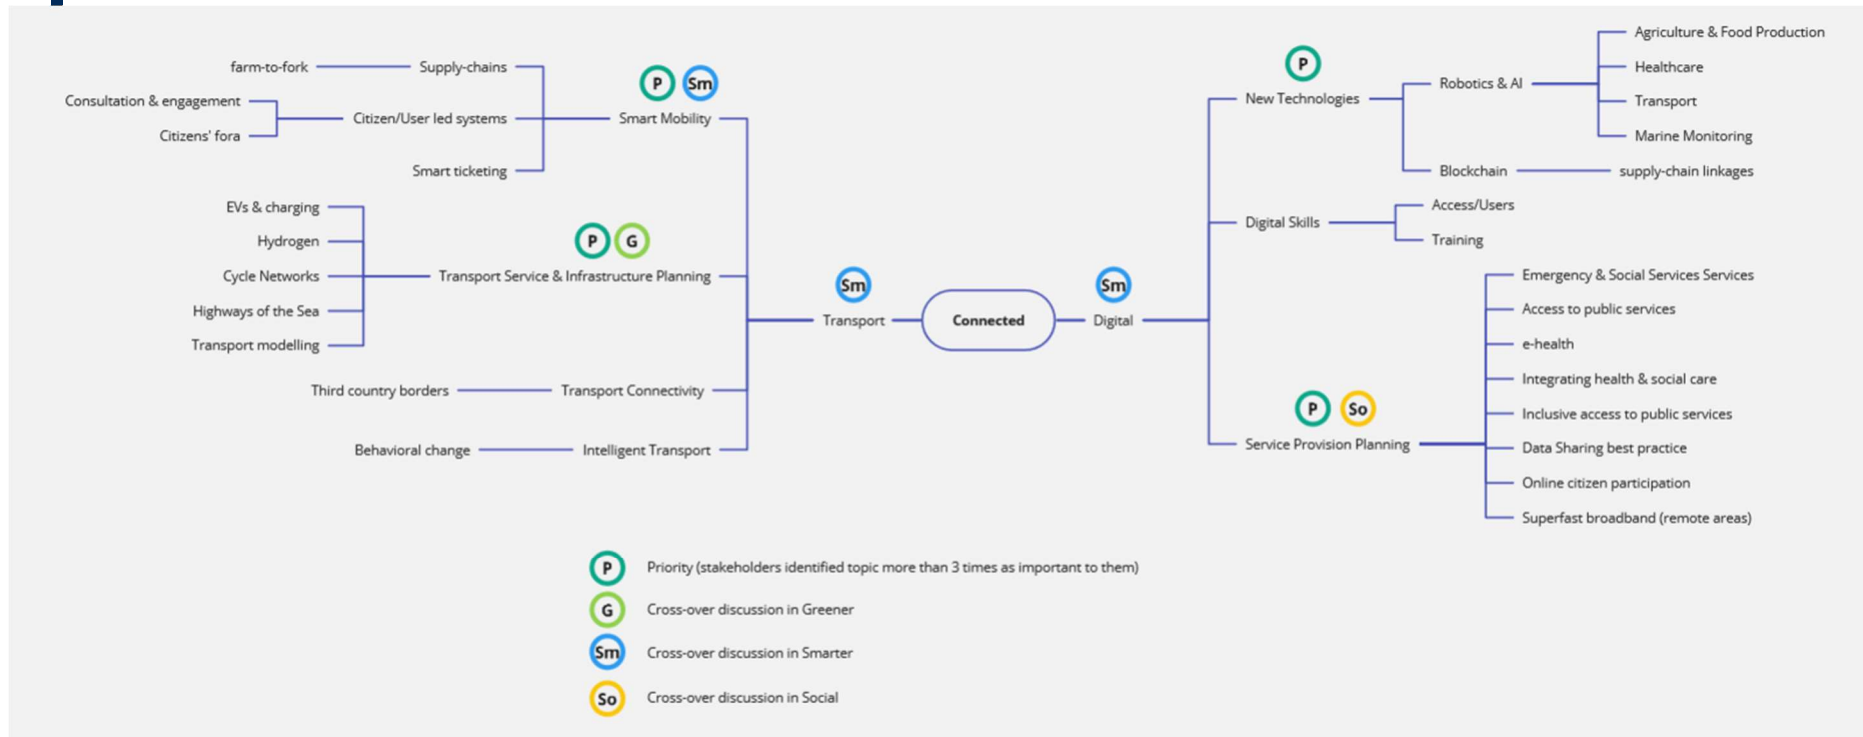 farm-to-fork
Supply-chains
Consultation & engagement
Citizen/User led systems
Citizens' fora
Smart ticketing
P
Sm
Smart Mobility
EVs & charging
Hydrogen
Cycle Networks
Highways of the Sea
Transport modelling
P
G
Transport Service & Infrastructure Planning
Third country borders
Transport Connectivity
Behavioral change
Intelligent Transport
Sm
Transport
Connected
Sm
Digital
P
New Technologies
Robotics & AI
Agriculture & Food Production
Healthcare
Transport
Marine Monitoring
Blockchain
supply-chain linkages
Digital Skills
Access/Users
Training
P
So
Service Provision Planning
Emergency & Social Services Services
Access to public services
e-health
Integrating health & social care
Inclusive access to public services
Data Sharing best practice
Online citizen participation
Superfast broadband (remote areas)
P Priority (stakeholders identified topic more than 3 times as important to them)
G Cross-over discussion in Greener
Sm Cross-over discussion in Smarter
So Cross-over discussion in Social